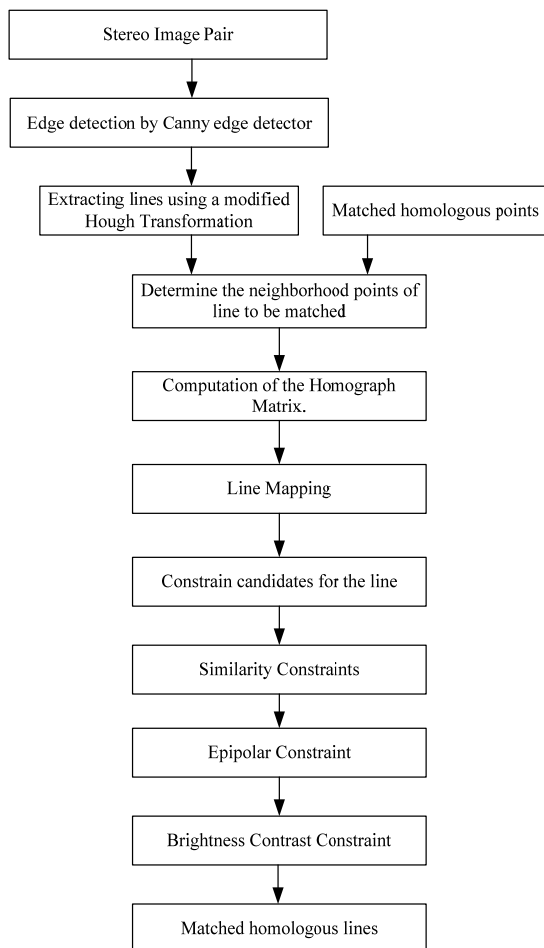 Stereo Image Pair
Edge detection by Canny edge detector
Extracting lines using a modified
Hough Transformation
Matched homologous points
Determine the neighborhood points of
line to be matched
Computation of the Homograph
Matrix.
Line Mapping
Constrain candidates for the line
Similarity Constraints
Epipolar Constraint
Brightness Contrast Constraint
Matched homologous lines